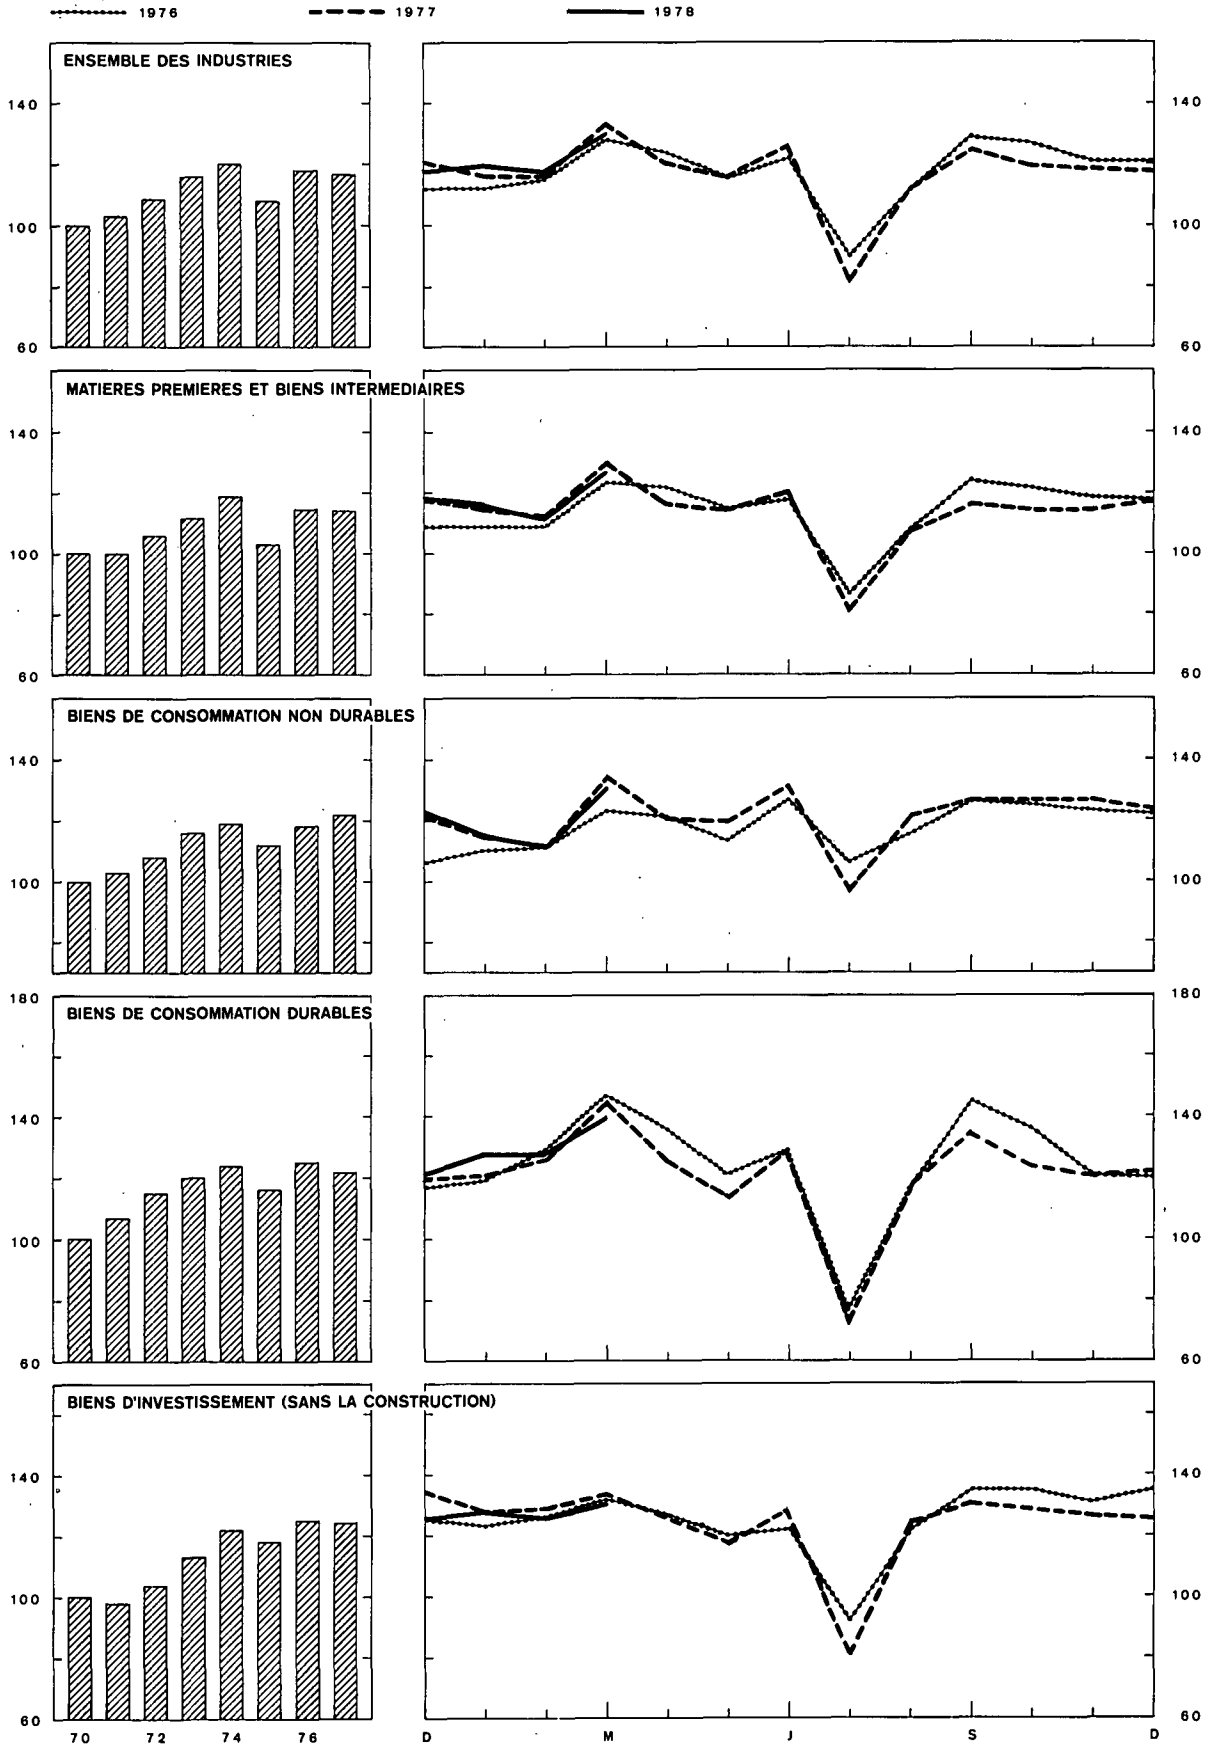 1976 1977 1978
ENSEMBLE DES INDUSTRIES
140 140
100 100
60 60
MATIERES PREMIERES ET BIENS INTERMEDIAIRES
140 140
100 100
60 60
BIENS DE CONSOMMATION NON DURABLES
140 140
100 100
180 180
BIENS DE CONSOMMATION DURABLES
140 140
100 100
60 60
BIENS D'INVESTISSEMENT (SANS LA CONSTRUCTION)
140 140
100 100
60 60
70 72 74 76 D M J S D